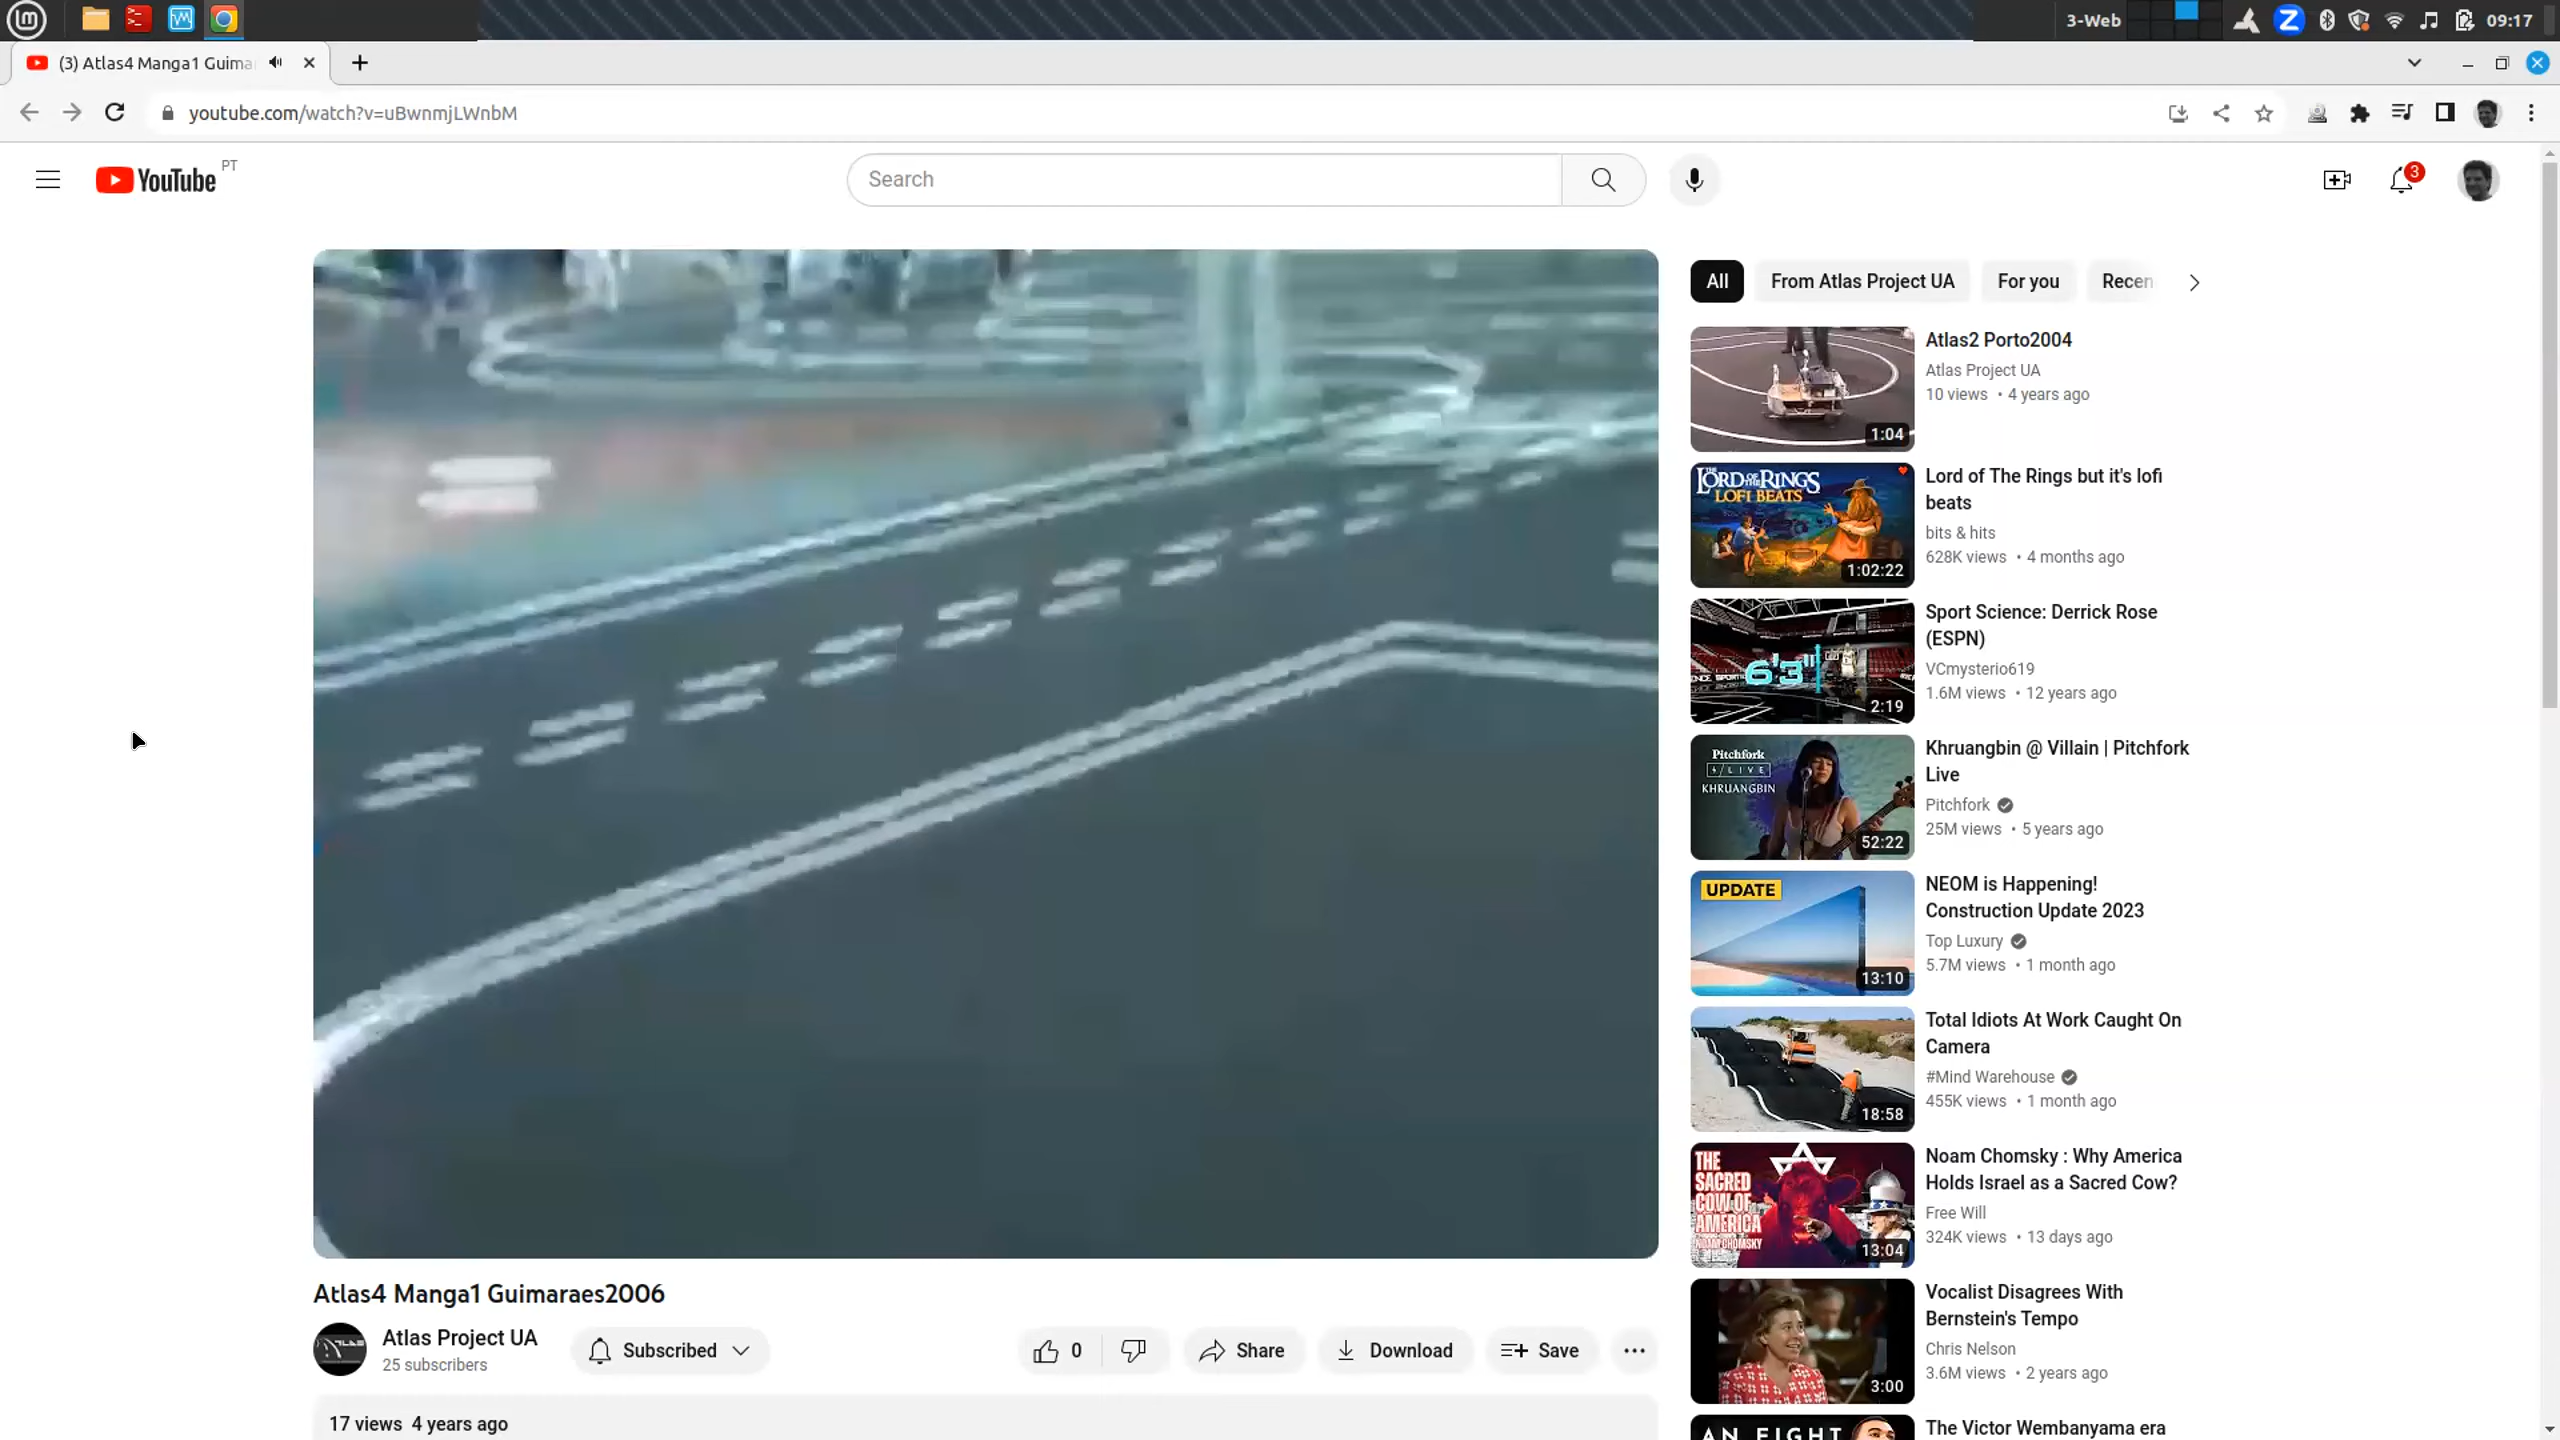 3-Web
09:17
(3) Atlas4 Manga1 Guima
youtube.com/watch?v=uBwnmjLWnbM
YouTube PT
Search
3
All
From Atlas Project UA
For you
Recen
Atlas2 Porto2004
Atlas Project UA
10 views • 4 years ago
1:04
LORD OF THE RINGS
LOFI BEATS
1:02:22
Lord of The Rings but it's lofi
beats
bits & hits
628K views • 4 months ago
6'3"
2:19
Sport Science: Derrick Rose
(ESPN)
VCmysterio619
1.6M views • 12 years ago
Pitchfork
LIVE
KHRUANGBIN
52:22
Khruangbin @ Villain | Pitchfork
Live
Pitchfork
25M views • 5 years ago
UPDATE
13:10
NEOM is Happening!
Construction Update 2023
Top Luxury
5.7M views • 1 month ago
18:58
Total Idiots At Work Caught On
Camera
#Mind Warehouse
455K views • 1 month ago
THE
SACRED
COW OF
AMERICA
NOAM CHOMSKY
13:04
Noam Chomsky : Why America
Holds Israel as a Sacred Cow?
Free Will
324K views • 13 days ago
3:00
Vocalist Disagrees With
Bernstein's Tempo
Chris Nelson
3.6M views • 2 years ago
AN EIGHT
The Victor Wembanyama era
Atlas4 Manga1 Guimaraes2006
Atlas Project UA
25 subscribers
Subscribed
0
Share
Download
Save
17 views 4 years ago